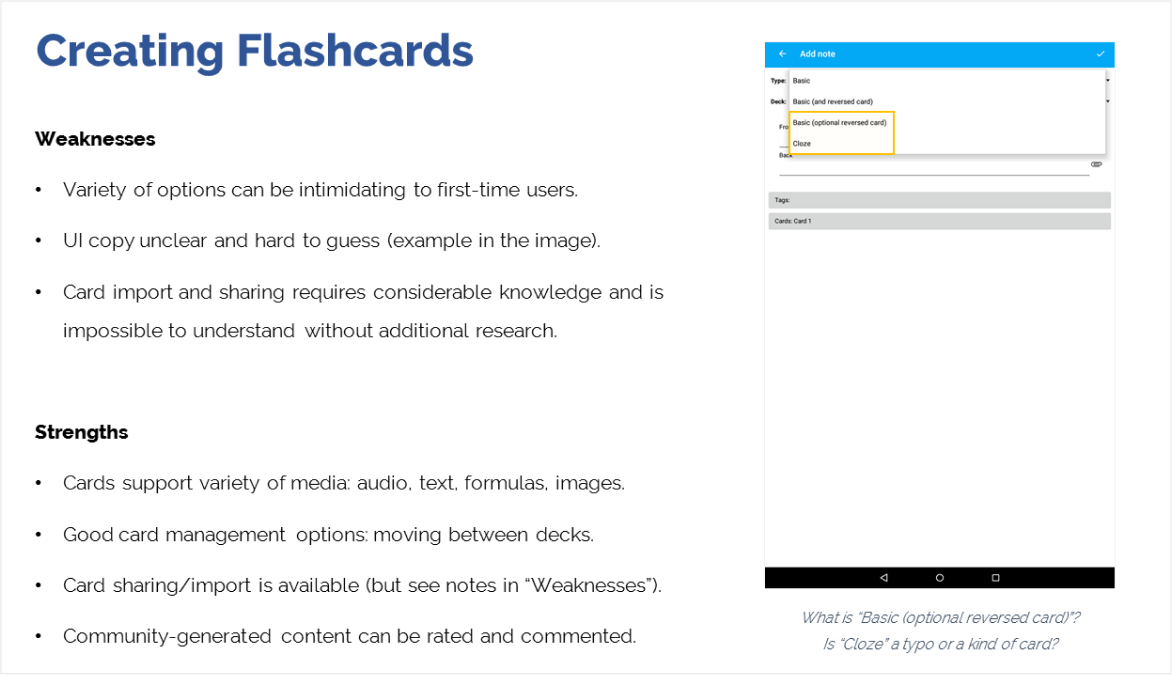 Creating Flashcards
Weaknesses
• Variety of options can be intimidating to first-time users.
• UI copy unclear and hard to guess (example in the image).
• Card import and sharing requires considerable knowledge and is
impossible to understand without additional research.
Strengths
• Cards support variety of media: audio, text, formulas, images.
• Good card management options: moving between decks.
• Card sharing/import is available (but see notes in “Weaknesses”).
• Community-generated content can be rated and commented.
Add note
Type: Basic
Deck: Basic (and reversed card)
Fro Basic (optional reversed card)
Cloze
Back
Tags:
Cards: Card 1
What is “Basic (optional reversed card)”?
Is “Cloze” a typo or a kind of card?